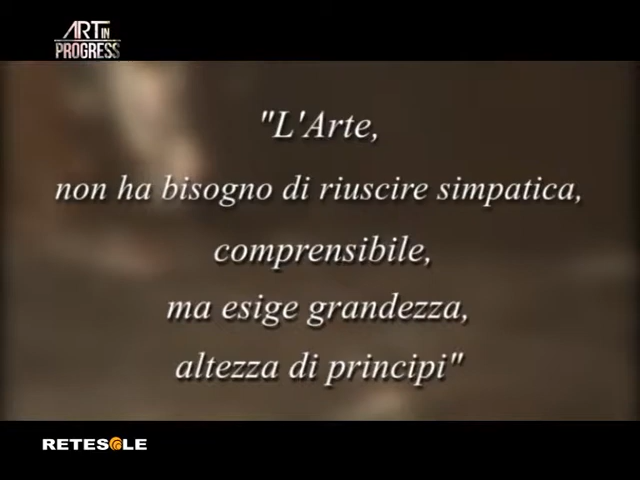 ART IN
PROGRESS
"L'Arte,
non ha bisogno di riuscire simpatica,
comprensibile,
ma esige grandezza,
altezza di principi"
RETESOLE